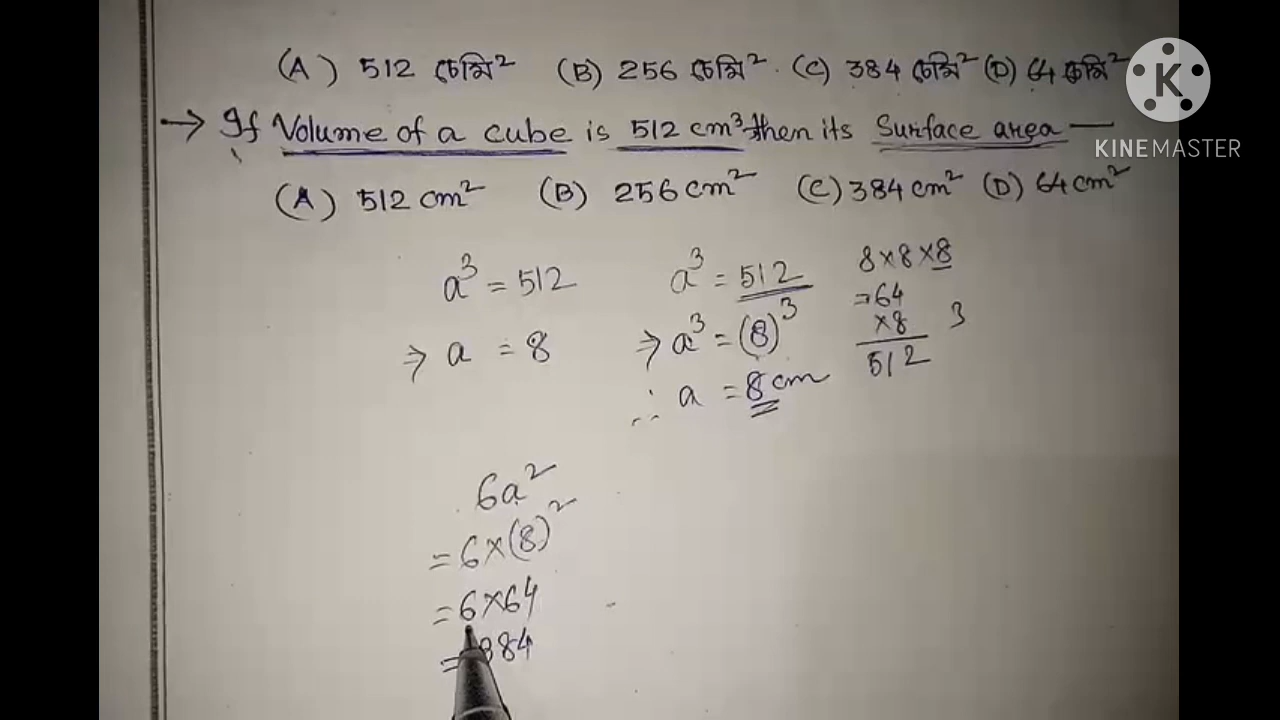 (A) 512 সেমি² (B) 256 সেমি² (C) 384 সেমি² (D) 64 সেমি²
→ If Volume of a cube is 512 cm³ then its Surface area —
(A) 512 cm² (B) 256 cm² (C) 384 cm² (D) 64 cm²
K
KINEMASTER
a³ = 512
⇒ a = 8
a³ = 512
⇒ a³ = (8)³
∴ a = 8 cm
8×8×8
=64
×8
512
3
6a²
= 6×(8)²
= 6×64
= 384